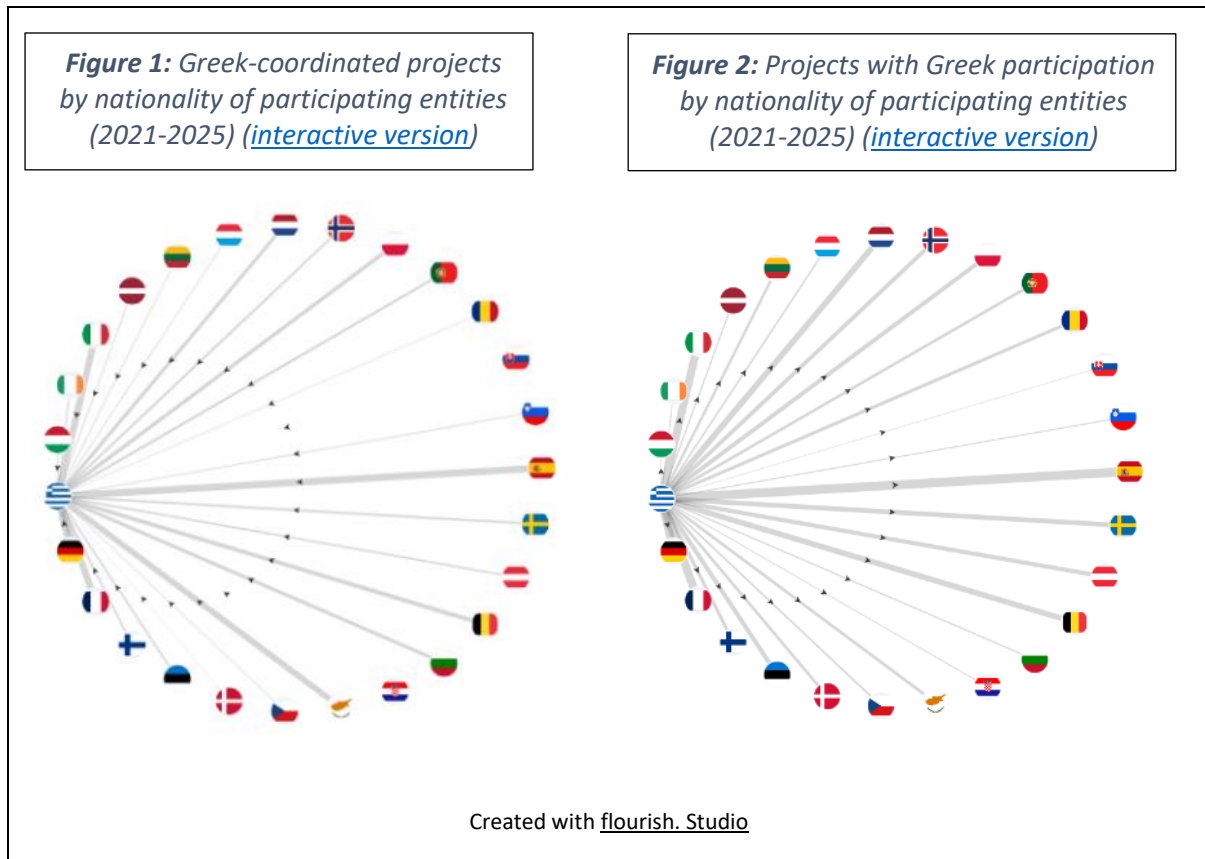 Figure 1: Greek-coordinated projects
by nationality of participating entities
(2021-2025) (interactive version)
Figure 2: Projects with Greek participation
by nationality of participating entities
(2021-2025) (interactive version)
Created with flourish. Studio